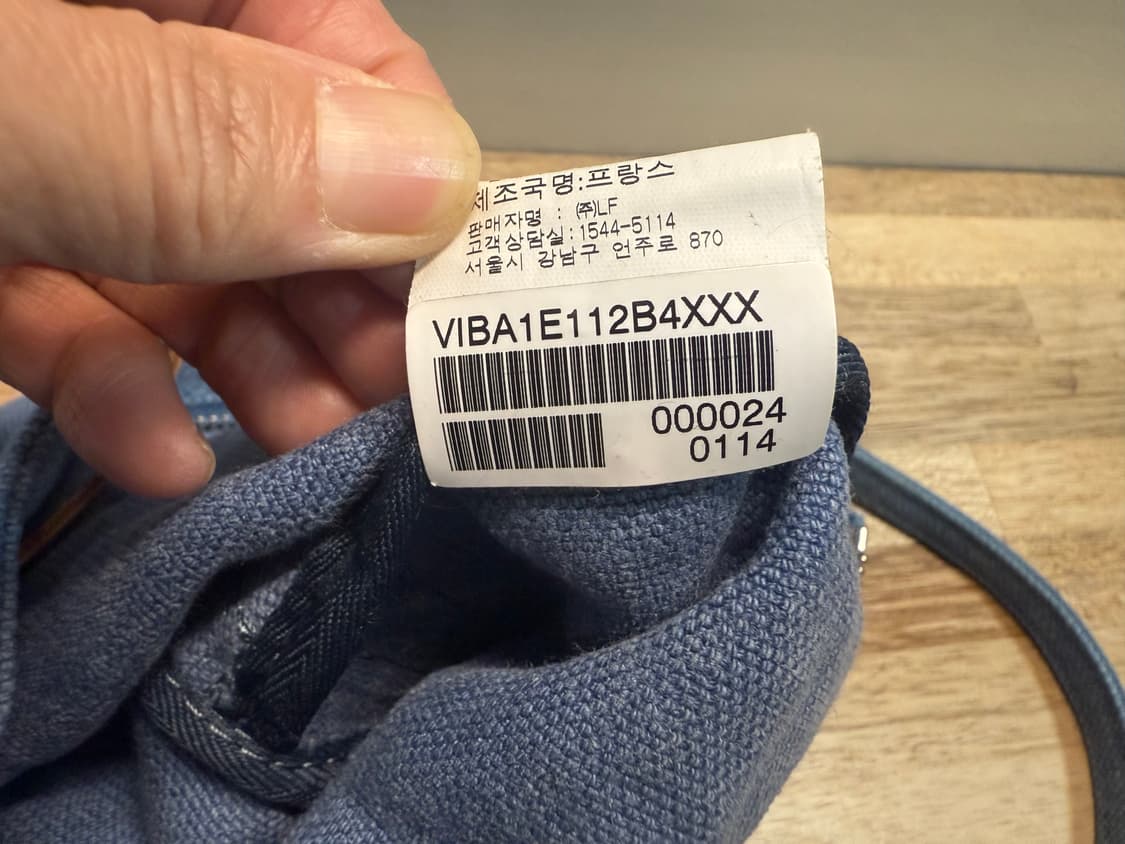 제조국명:프랑스
판매자명 : ㈜LF
고객상담실:1544-5114
서울시 강남구 언주로 870
VIBA1E112B4XXX
000024
0114